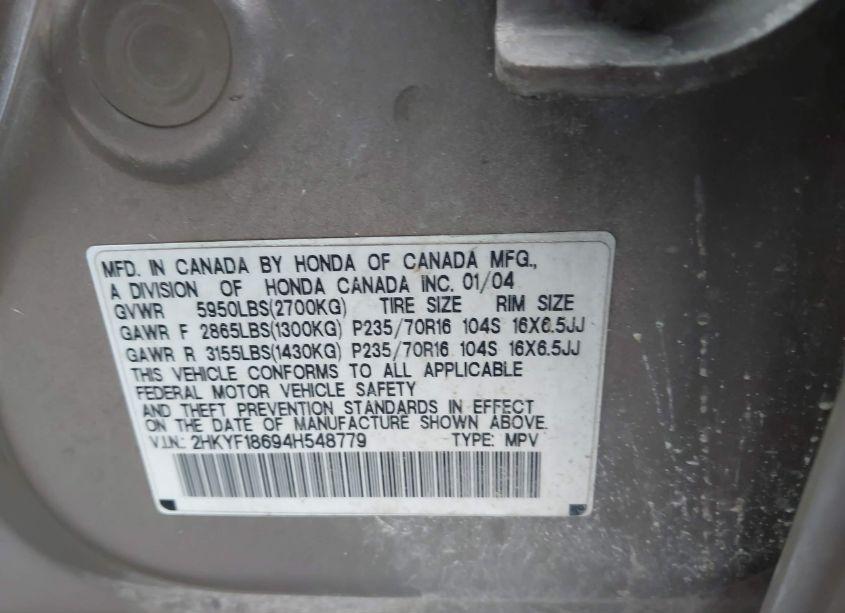 MFD. IN CANADA BY HONDA OF CANADA MFG.,
A DIVISION OF HONDA CANADA INC. 01/04
GVWR 5950LBS(2700KG) TIRE SIZE RIM SIZE
GAWR F 2865LBS(1300KG) P235/70R16 104S 16X6.5JJ
GAWR R 3155LBS(1430KG) P235/70R16 104S 16X6.5JJ
THIS VEHICLE CONFORMS TO ALL APPLICABLE
FEDERAL MOTOR VEHICLE SAFETY
AND THEFT PREVENTION STANDARDS IN EFFECT
ON THE DATE OF MANUFACTURE SHOWN ABOVE.
V.I.N.: 2HKYF18694H548779 TYPE: MPV